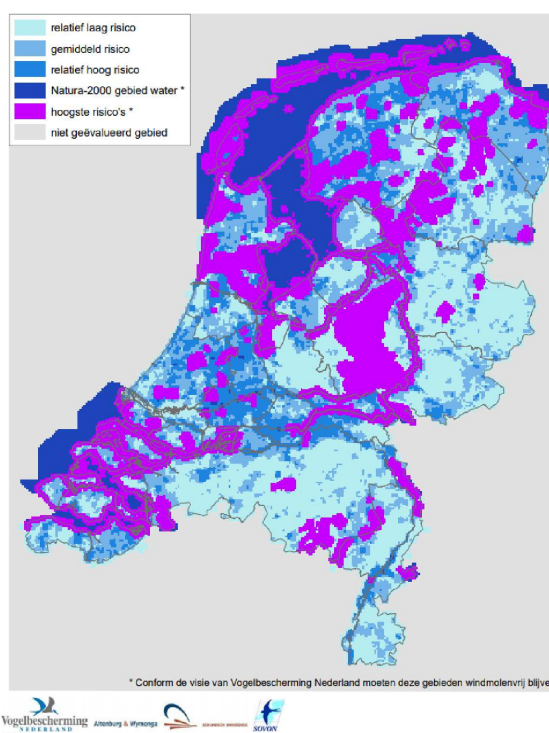 relatief laag risico
gemiddeld risico
relatief hoog risico
Natura-2000 gebied water *
hoogste risico's *
niet geëvalueerd gebied
* Conform de visie van Vogelbescherming Nederland moeten deze gebieden windmolenvrij blijve
Vogelbescherming
NEDERLAND
Altenburg & Wymenga
SOVON